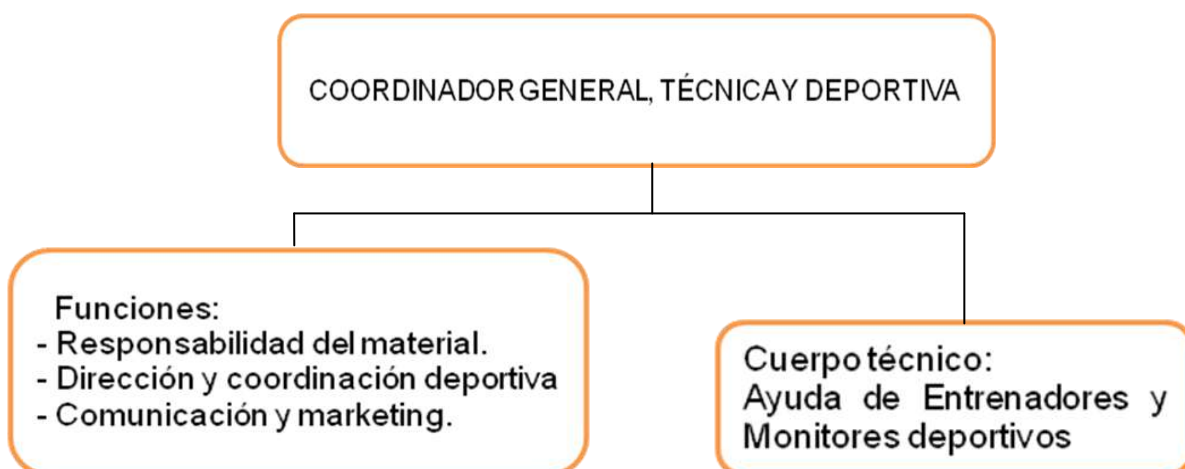 COORDINADOR GENERAL, TÉCNICA Y DEPORTIVA
Funciones:
- Responsabilidad del material.
- Dirección y coordinación deportiva
- Comunicación y marketing.
Cuerpo técnico:
Ayuda de Entrenadores y
Monitores deportivos